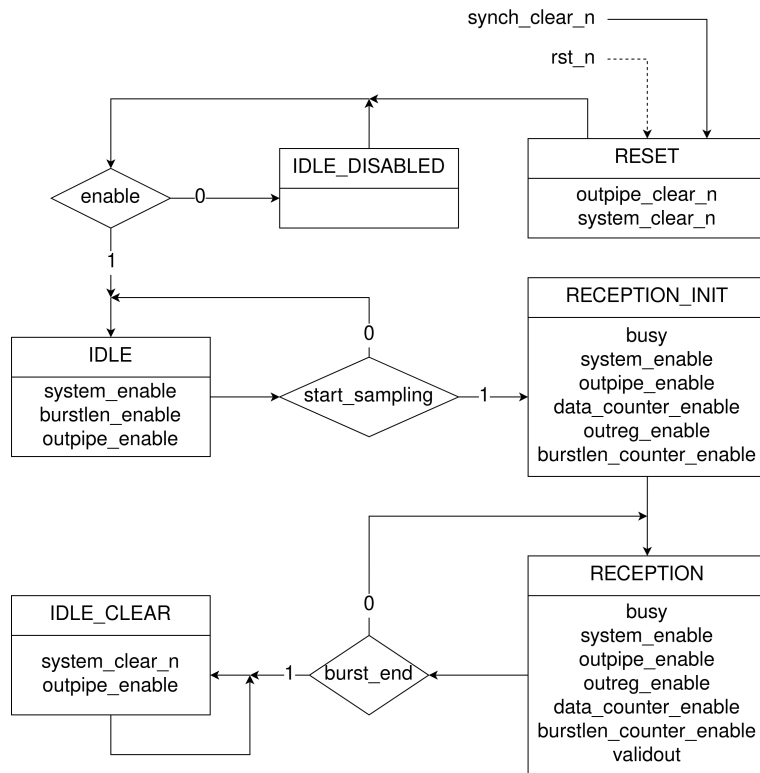 synch_clear_n
rst_n
RESET
outpipe_clear_n
system_clear_n
IDLE_DISABLED
enable
0
1
IDLE
system_enable
burstlen_enable
outpipe_enable
start_sampling
0
1
RECEPTION_INIT
busy
system_enable
outpipe_enable
data_counter_enable
outreg_enable
burstlen_counter_enable
RECEPTION
busy
system_enable
outpipe_enable
outreg_enable
data_counter_enable
burstlen_counter_enable
validout
burst_end
0
1
IDLE_CLEAR
system_clear_n
outpipe_enable